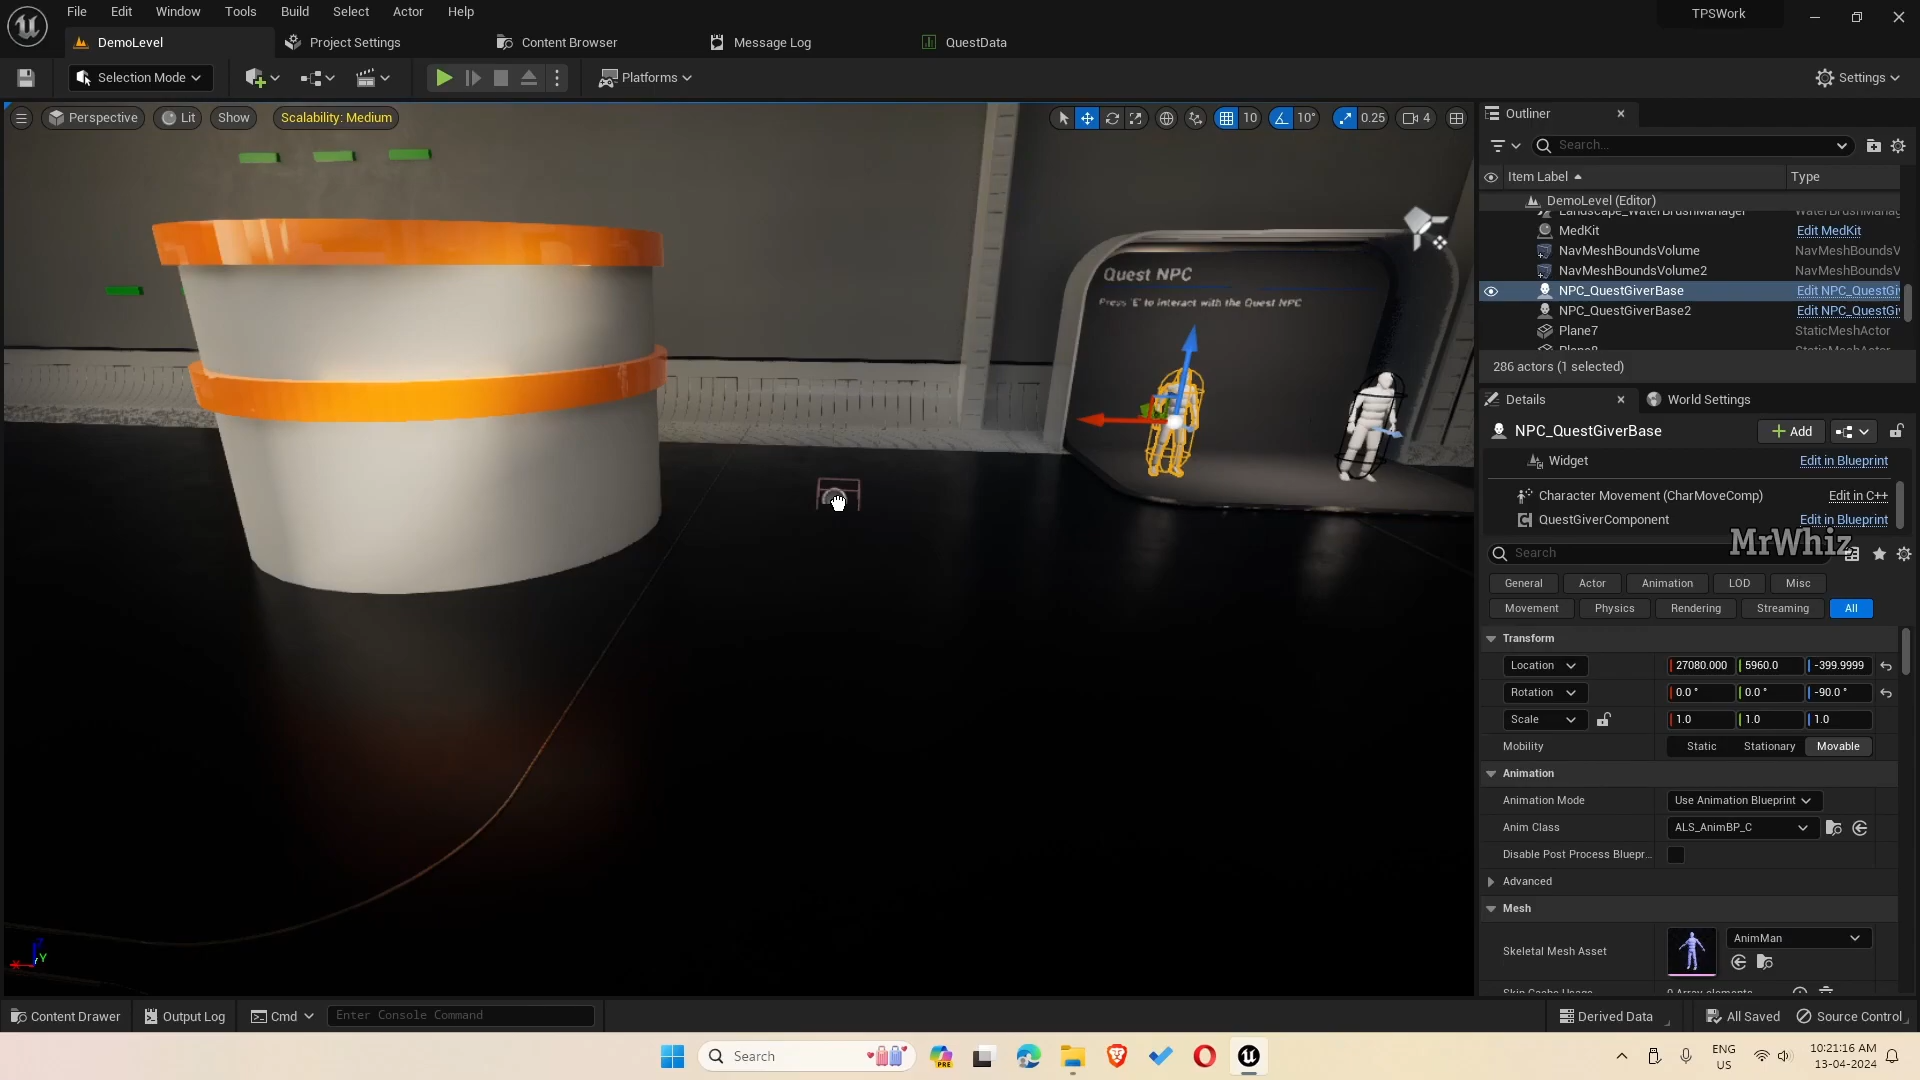 File Edit Window Tools Build Select Actor Help
TPSWork
DemoLevel
Project Settings
Content Browser
Message Log
QuestData
Selection Mode
Platforms
Settings
Perspective
Lit
Show
Scalability: Medium
10
10°
0.25
4
Quest NPC
Press 'E' to interact with the Quest NPC
Outliner
Search...
Item Label
Type
DemoLevel (Editor)
Landscape_WaterBrushManager
MedKit Edit MedKit
NavMeshBoundsVolume NavMeshBoundsV
NavMeshBoundsVolume2 NavMeshBoundsV
NPC_QuestGiverBase Edit NPC_QuestGi
NPC_QuestGiverBase2 Edit NPC_QuestGi
Plane7 StaticMeshActor
286 actors (1 selected)
Details
World Settings
NPC_QuestGiverBase
Add
Widget Edit in Blueprint
Character Movement (CharMoveComp) Edit in C++
QuestGiverComponent Edit in Blueprint
MrWhiz
Search
General Actor Animation LOD Misc
Movement Physics Rendering Streaming All
Transform
Location 27080.000 5960.0 -399.9999
Rotation 0.0 ° 0.0 ° -90.0 °
Scale 1.0 1.0 1.0
Mobility Static Stationary Movable
Animation
Animation Mode Use Animation Blueprint
Anim Class ALS_AnimBP_C
Disable Post Process Bluepr...
Advanced
Mesh
Skeletal Mesh Asset AnimMan
X Y
Content Drawer
Output Log
Cmd
Enter Console Command
Derived Data
All Saved
Source Control
Search
PRE
ENG
US
10:21:16 AM
13-04-2024